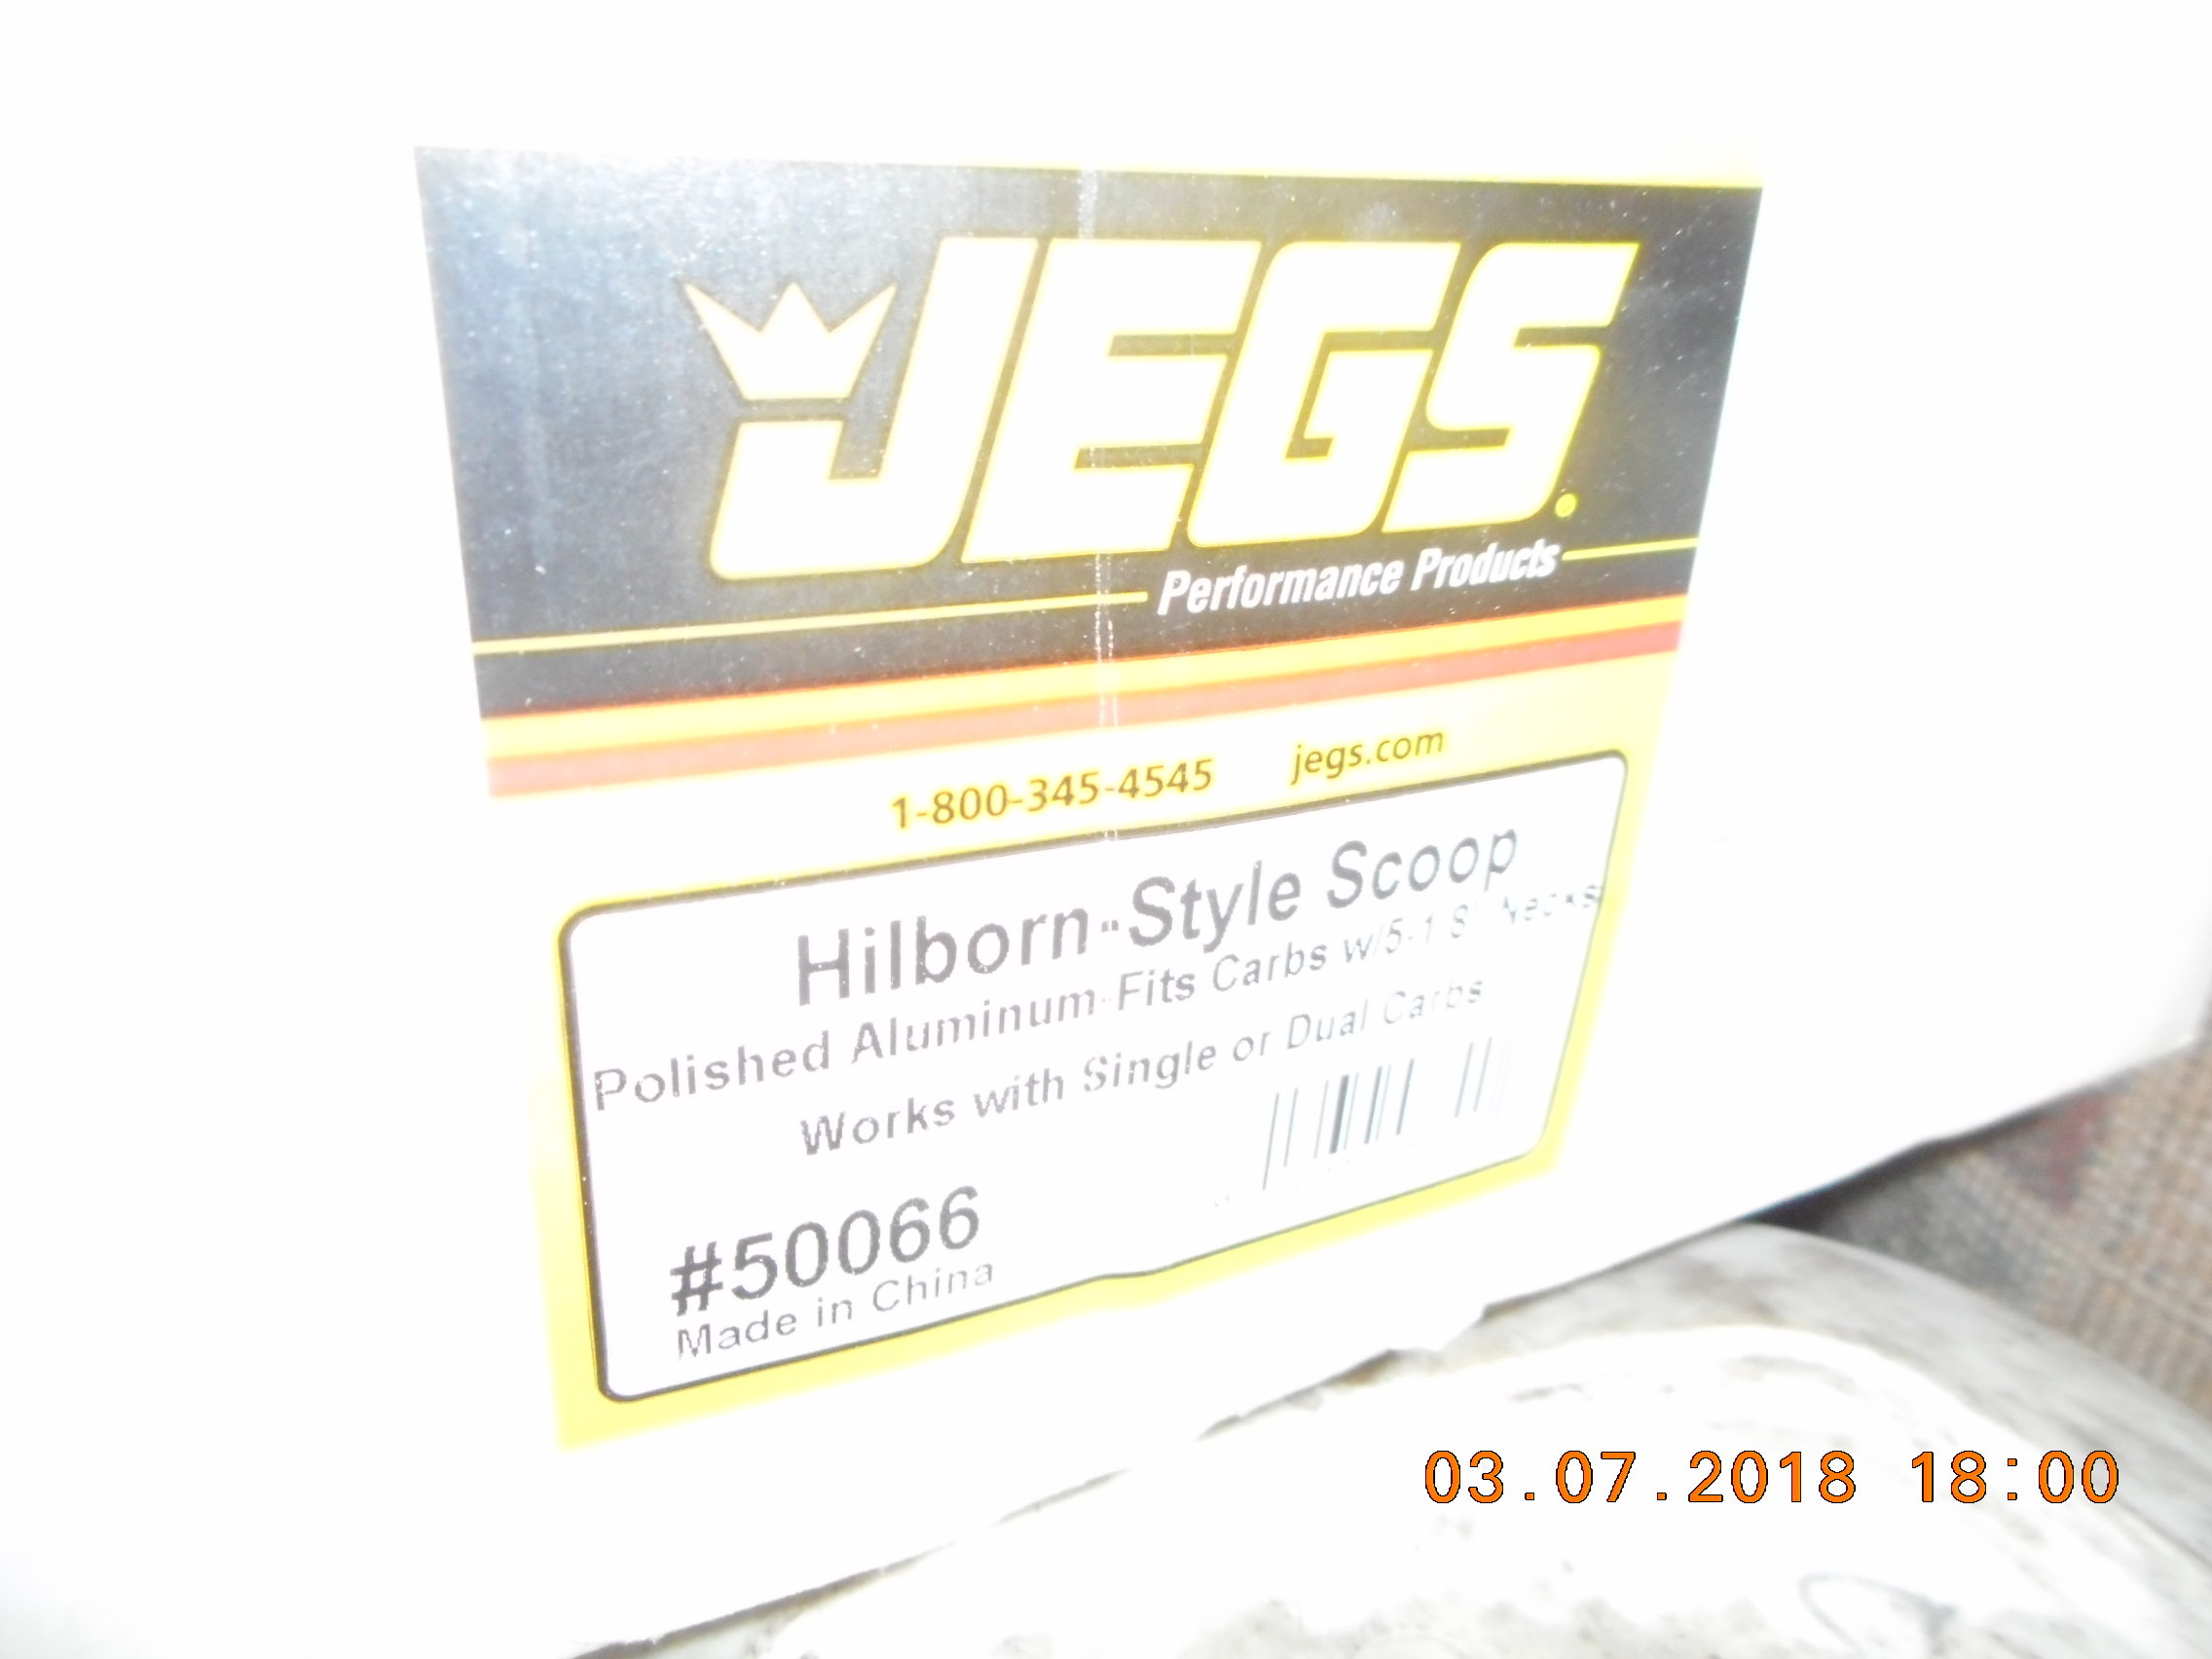 JEGS.
Performance Products
1-800-345-4545 jegs.com
Hilborn-Style Scoop
Polished Aluminum-Fits Carbs w/5-1 8" Necks
Works with Single or Dual Carbs
#50066
Made in China
03.07.2018 18:00